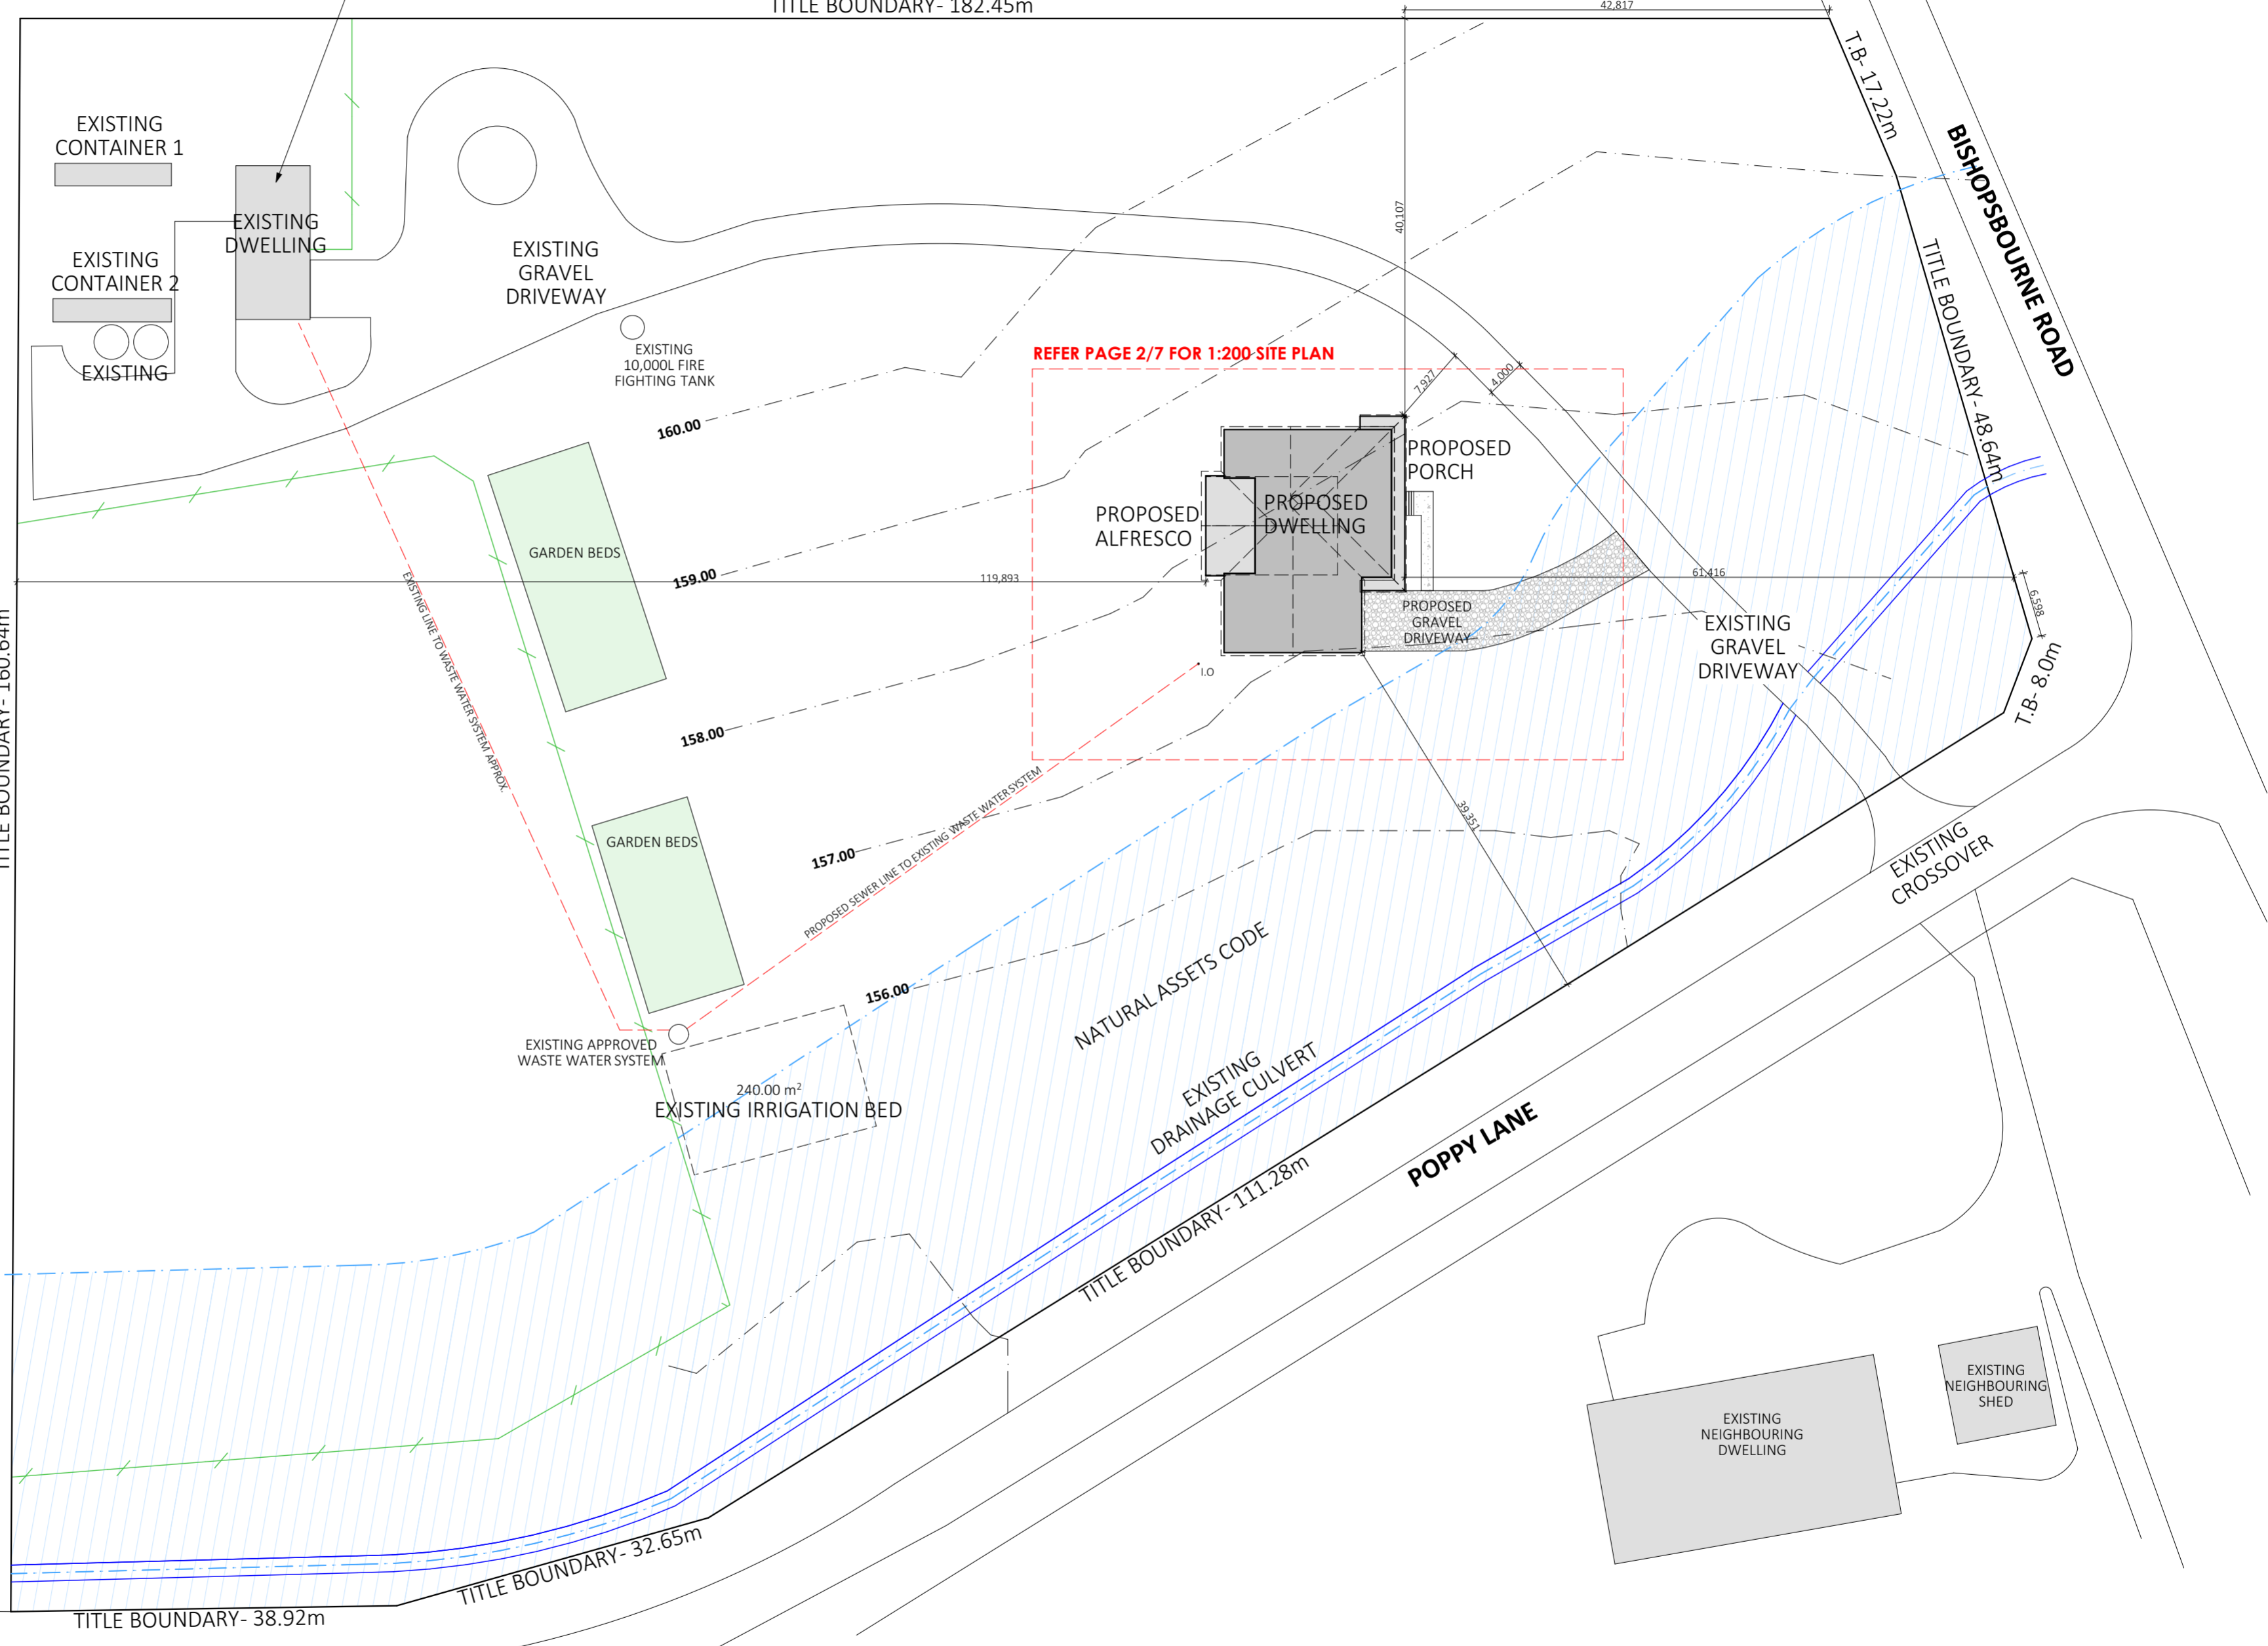 TITLE BOUNDARY- 182.45m
42,817
T.B- 17.22m
BISHOPSBOURNE ROAD
EXISTING
CONTAINER 1
EXISTING
DWELLING
EXISTING
CONTAINER 2
EXISTING
EXISTING
GRAVEL
DRIVEWAY
EXISTING
10,000L FIRE
FIGHTING TANK
40,107
TITLE BOUNDARY- 48.64m
REFER PAGE 2/7 FOR 1:200 SITE PLAN
7,927
4,000
160.00
PROPOSED
PORCH
PROPOSED
ALFRESCO
PROPOSED
DWELLING
GARDEN BEDS
159.00
119,893
61,416
6,598
PROPOSED
GRAVEL
DRIVEWAY
EXISTING
GRAVEL
DRIVEWAY
T.B- 8.0m
I.O
TITLE BOUNDARY- 160.64m
EXISTING LINE TO WASTE WATER SYSTEM APPROX.
158.00
PROPOSED SEWER LINE TO EXISTING WASTE WATER SYSTEM
39,351
GARDEN BEDS
157.00
EXISTING
CROSSOVER
156.00
NATURAL ASSETS CODE
EXISTING APPROVED
WASTE WATER SYSTEM
240.00 m²
EXISTING IRRIGATION BED
EXISTING
DRAINAGE CULVERT
POPPY LANE
TITLE BOUNDARY- 111.28m
EXISTING
NEIGHBOURING
SHED
EXISTING
NEIGHBOURING
DWELLING
TITLE BOUNDARY- 32.65m
TITLE BOUNDARY- 38.92m